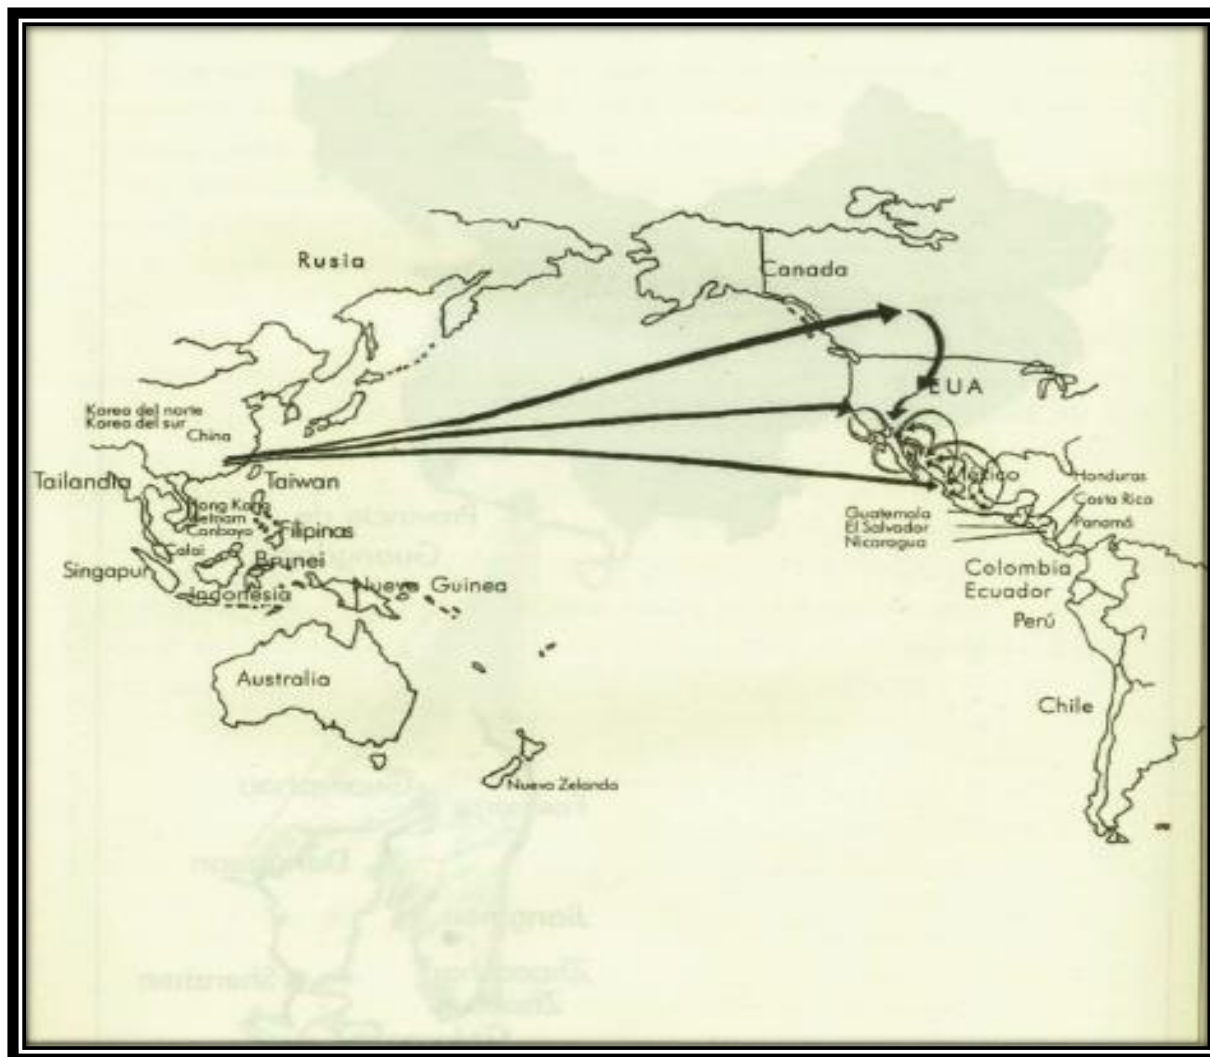 Rusia
Canada
EUA
Korea del norte
Korea del sur
China
Tailandia
Taiwan
México
Honduras
Hong Kong
Costa Rica
Vietnam
Guatemala
Panamá
Canboya
Filipinas
El Salvador
Nicaragua
Brunei
Singapur
Colombia
Indonesia
Nueva Guinea
Ecuador
Perú
Australia
Chile
Nueva Zelanda